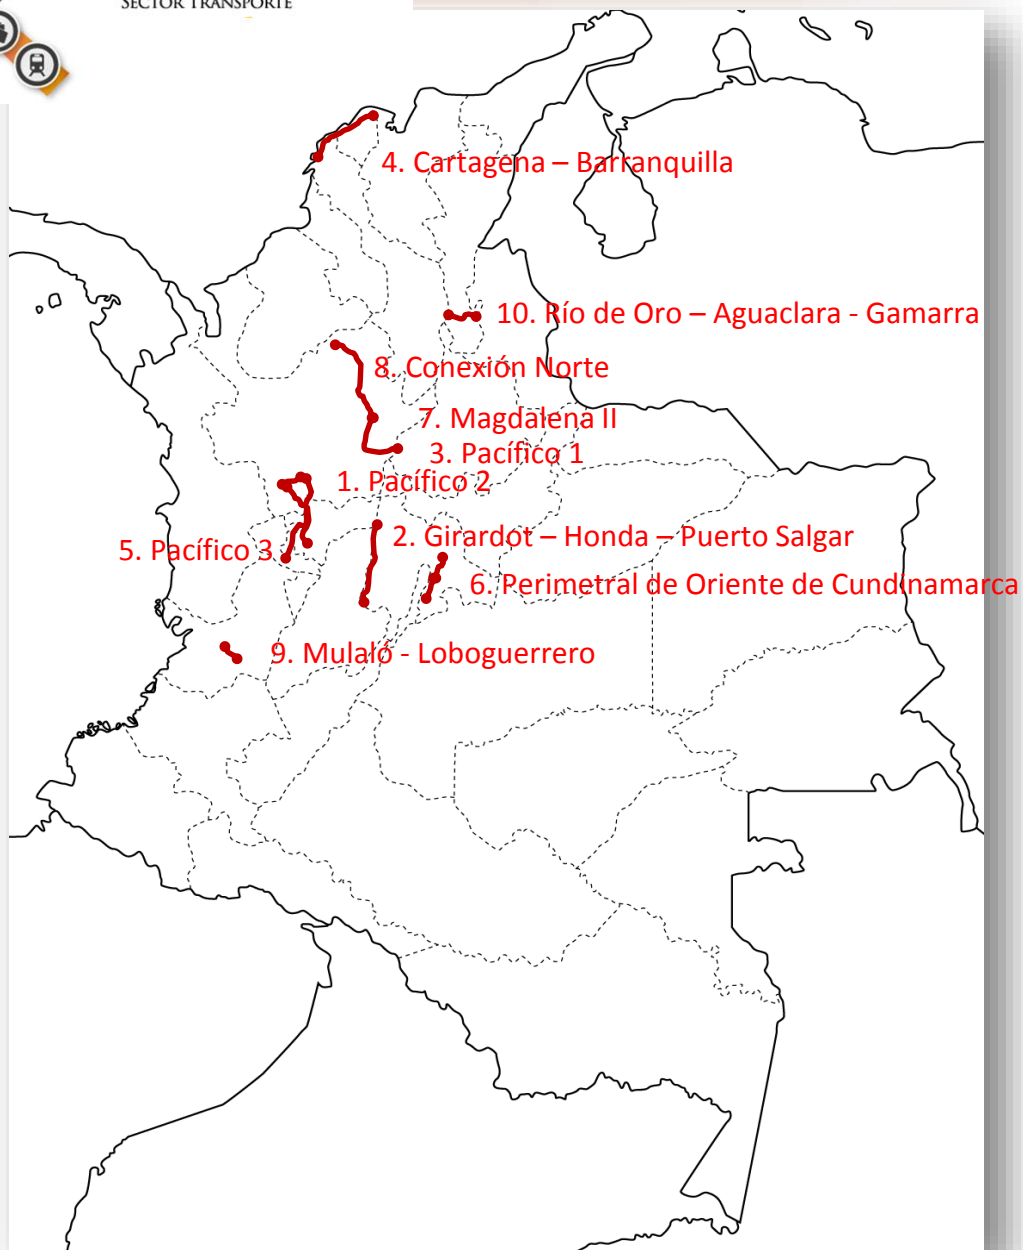 SECTOR TRANSPORTE
4. Cartagena – Barranquilla
10. Río de Oro – Aguaclara - Gamarra
8. Conexión Norte
7. Magdalena II
3. Pacífico 1
1. Pacífico 2
2. Girardot – Honda – Puerto Salgar
5. Pacífico 3
6. Perimetral de Oriente de Cundinamarca
9. Mulaló - Loboguerrero